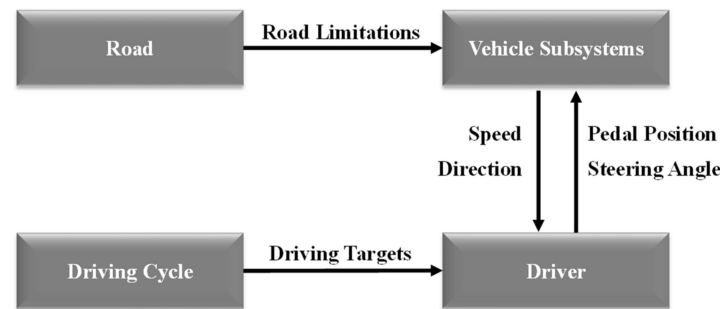 Road
Road Limitations
Vehicle Subsystems
Speed
Direction
Pedal Position
Steering Angle
Driving Cycle
Driving Targets
Driver